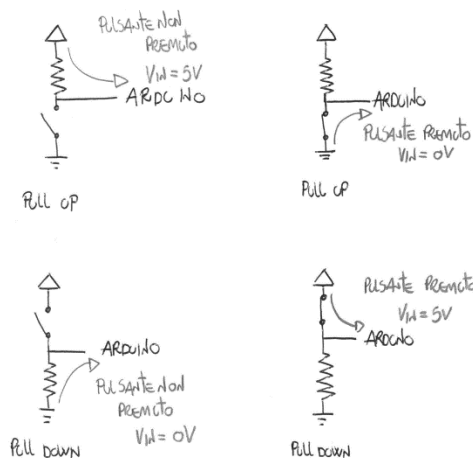 PULSANTE NON
PREMUTO
VIN = 5V
ARDUINO
PULL UP
ARDUINO
PULSANTE PREMUTO
VIN = 0V
PULL UP
ARDUINO
PULSANTE NON
PREMUTO
VIN = 0V
PULL DOWN
PULSANTE PREMUTO
VIN = 5V
ARDUINO
PULL DOWN